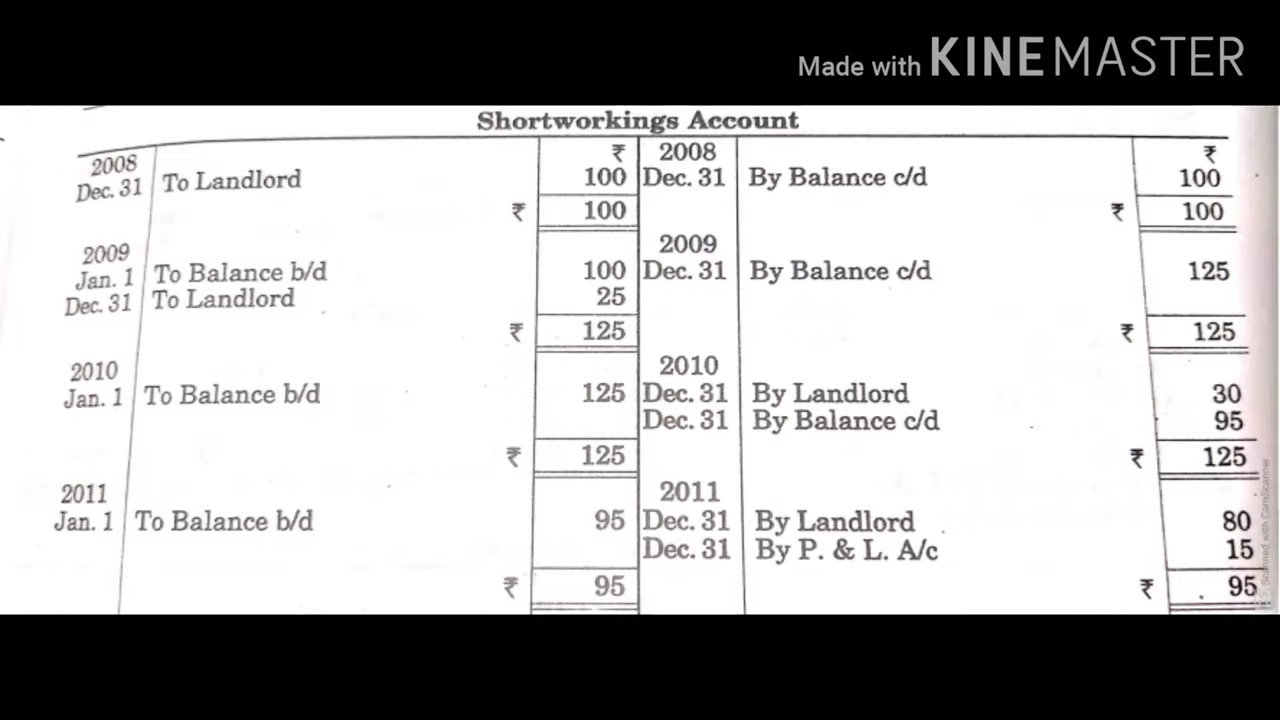 Made with KINEMASTER
Shortworkings Account
₹ ₹
2008 2008
Dec. 31 To Landlord 100 Dec. 31 By Balance c/d 100
₹ 100 ₹ 100
2009 2009
Jan. 1 To Balance b/d 100 Dec. 31 By Balance c/d 125
Dec. 31 To Landlord 25
₹ 125 ₹ 125
2010 2010
Jan. 1 To Balance b/d 125 Dec. 31 By Landlord 30
Dec. 31 By Balance c/d 95
₹ 125 ₹ 125
2011 2011
Jan. 1 To Balance b/d 95 Dec. 31 By Landlord 80
Dec. 31 By P. & L. A/c 15
₹ 95 ₹ 95
Scanned with CamScanner